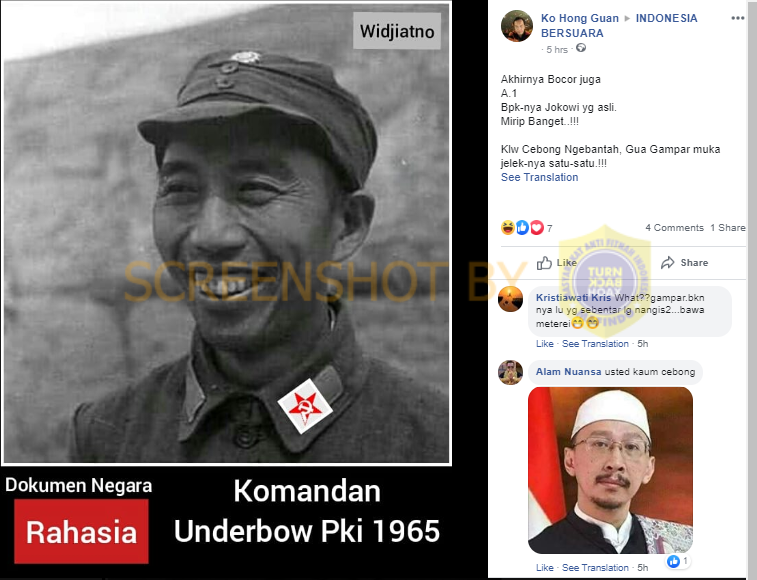 Widjiatno
Dokumen Negara
Rahasia
Komandan
Underbow Pki 1965
SCREENSHOT BY
Ko Hong Guan ▸ INDONESIA
BERSUARA
· 5 hrs ·
Akhirnya Bocor juga
A.1
Bpk-nya Jokowi yg asli.
Mirip Banget..!!!
Klw Cebong Ngebantah, Gua Gampar muka
jelek-nya satu-satu.!!!
See Translation
7
4 Comments 1 Share
Like
Share
MASYARAKAT ANTI FITNAH INDONESIA
TURN
BACK
HOAX
Kristiawati Kris What??gampar.bkn
nya lu yg sebentar lg nangis2...bawa
meterei
Like · See Translation · 5h
Alam Nuansa usted kaum cebong
Like · See Translation · 5h
1